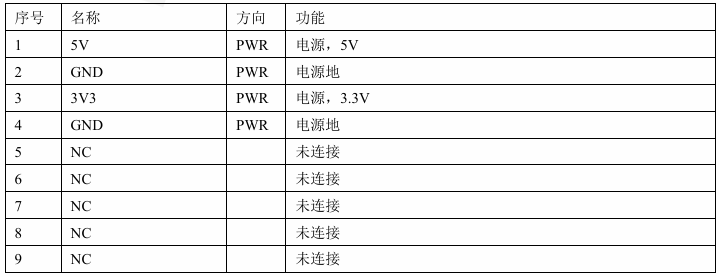 序号 名称 方向 功能
1 5V PWR 电源，5V
2 GND PWR 电源地
3 3V3 PWR 电源，3.3V
4 GND PWR 电源地
5 NC 未连接
6 NC 未连接
7 NC 未连接
8 NC 未连接
9 NC 未连接